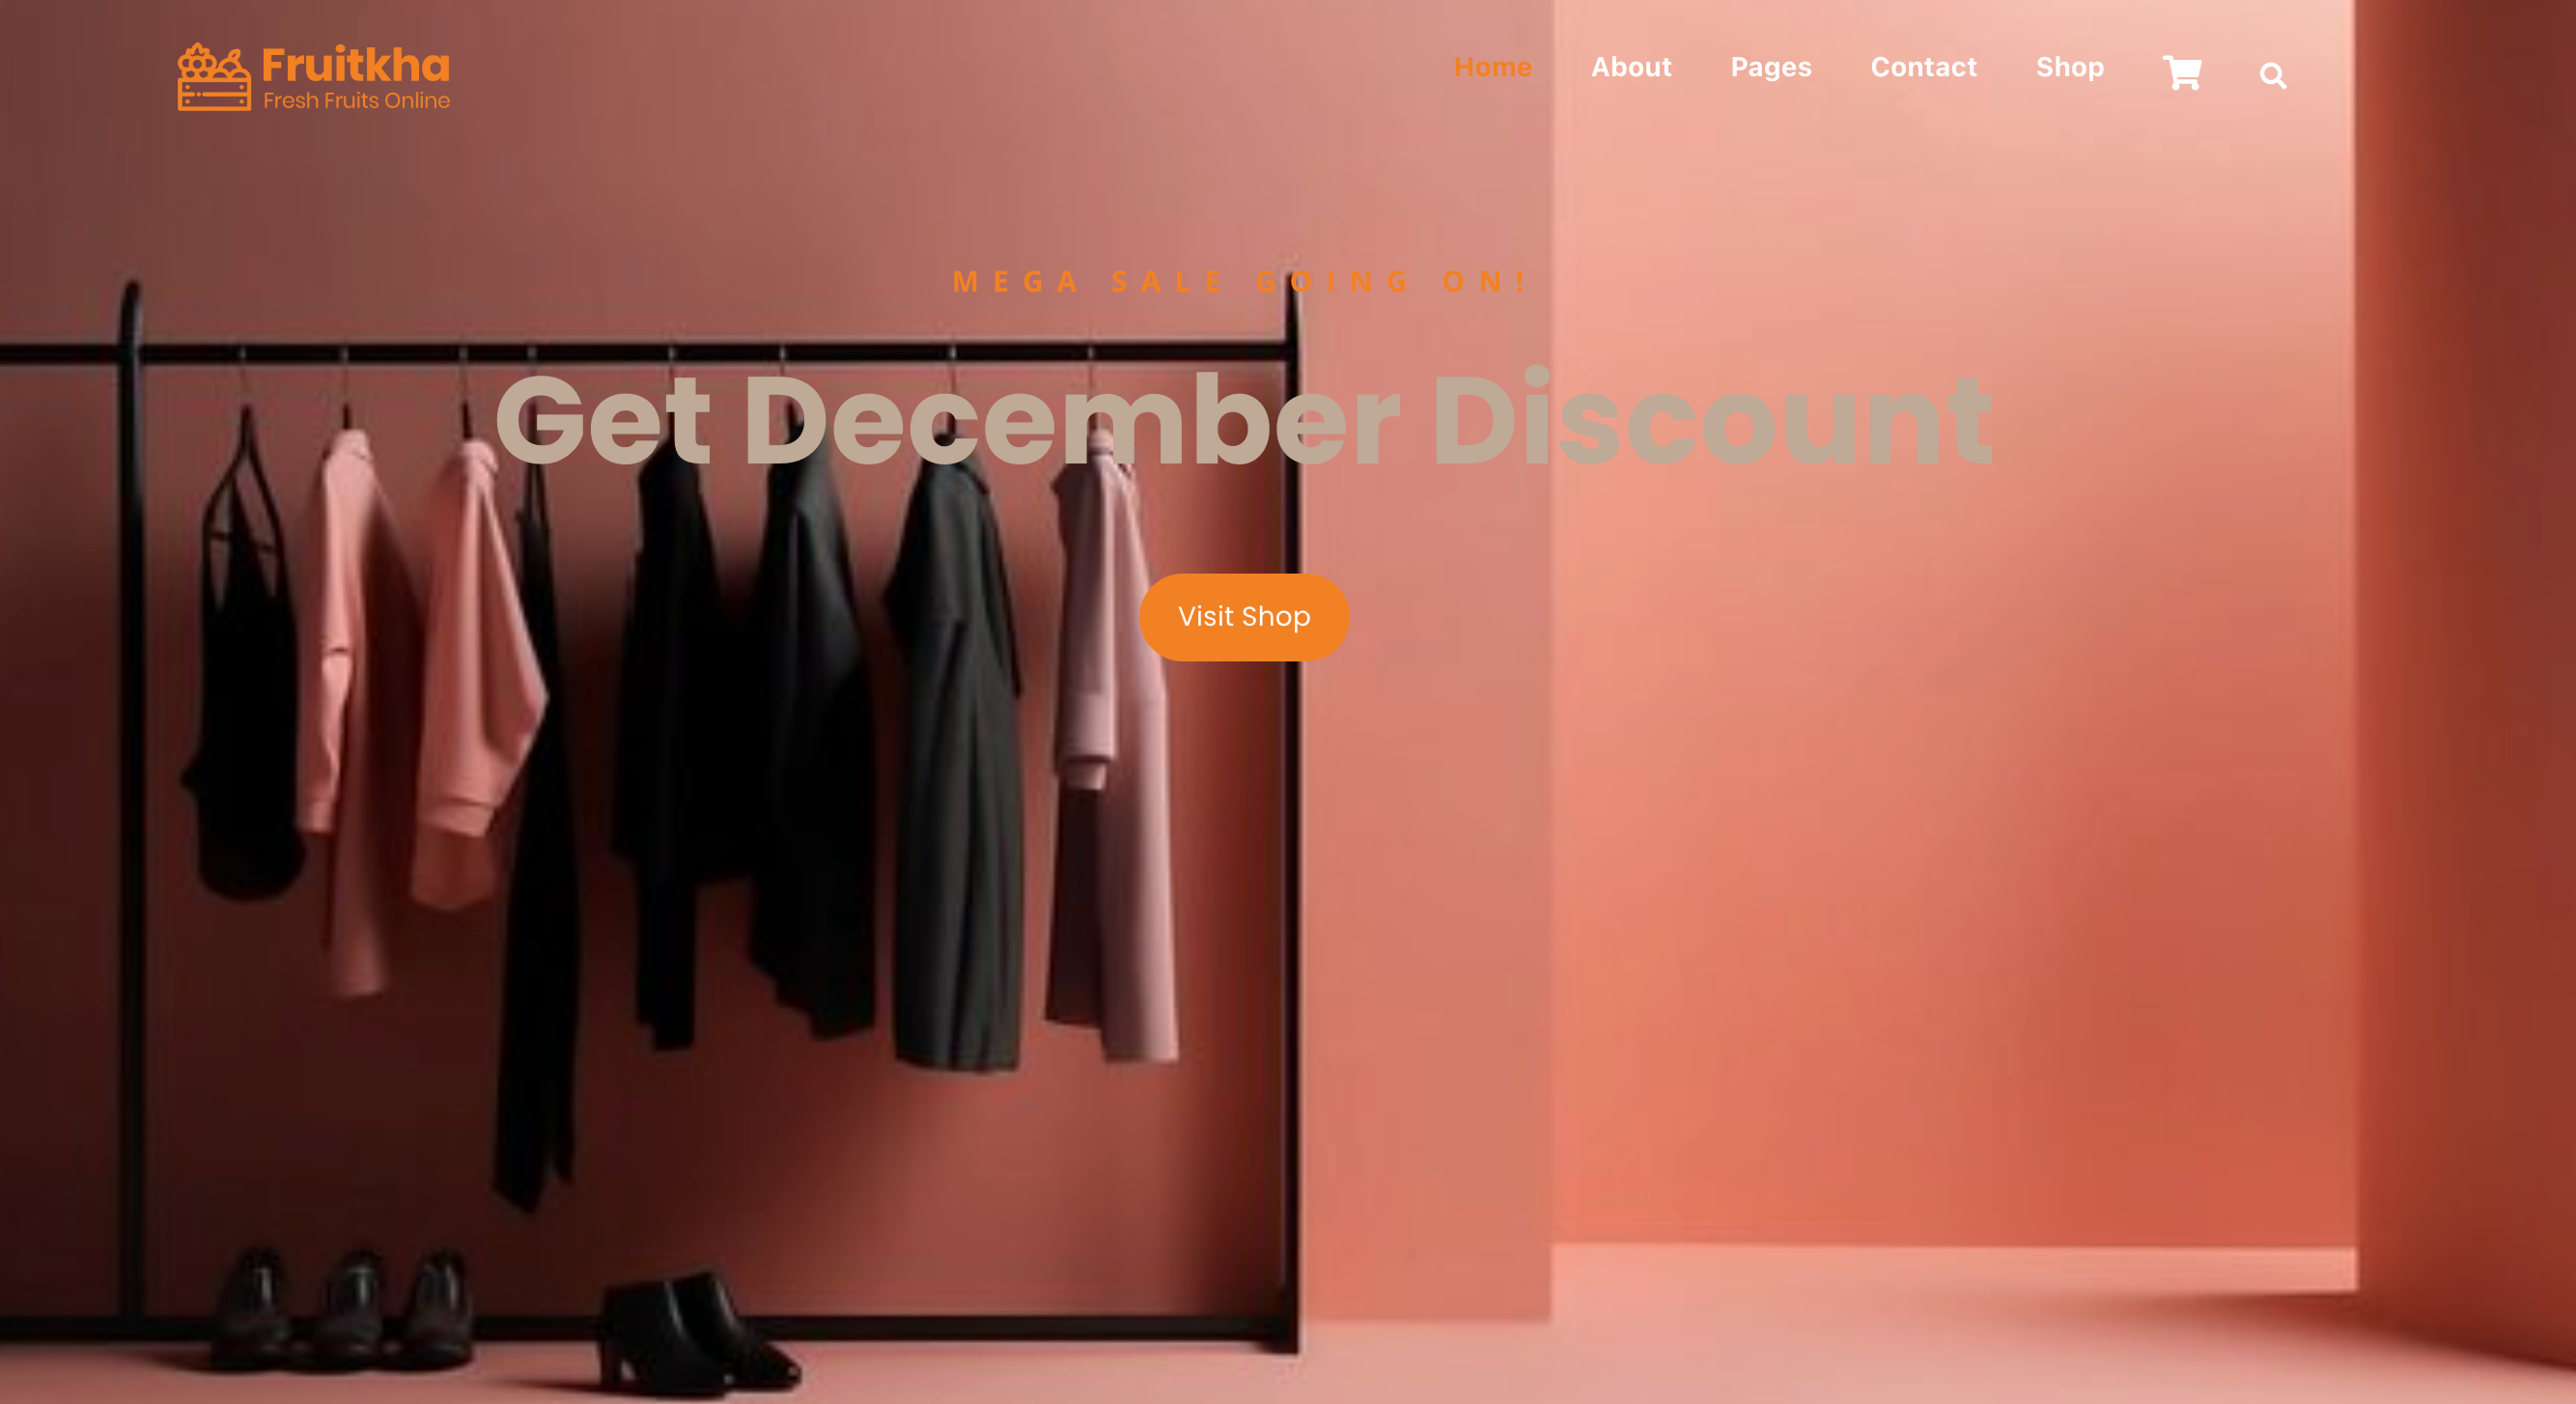 Fruitkha
Fresh Fruits Online
Home About Pages Contact Shop
MEGA SALE GOING ON!
Get December Discount
Visit Shop